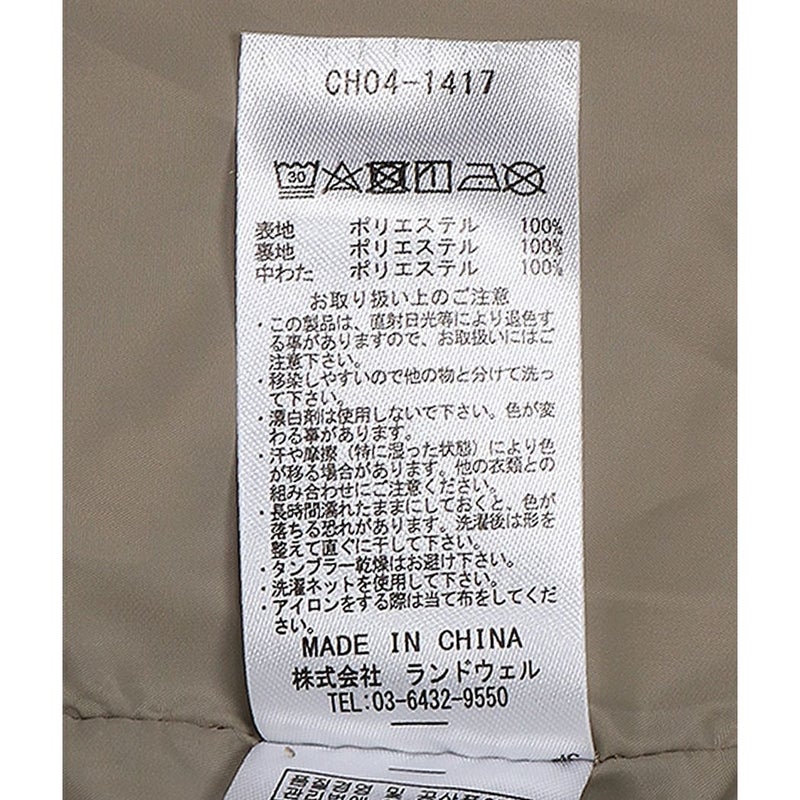 CH04-1417
30
表地 ポリエステル 100%
裏地 ポリエステル 100%
中わた ポリエステル 100%
お取り扱い上のご注意
・この製品は、直射日光等により退色す
る事がありますので、お取扱いにはご
注意下さい。
・移染しやすいので他の物と分けて洗っ
て下さい。
・漂白剤は使用しないで下さい。色が変
わる事があります。
・汗や摩擦（特に湿った状態）により色
が移る場合があります。他の衣類との
組み合わせにご注意ください。
・長時間濡れたままにしておくと、色が
落ちる恐れがあります。洗濯後は形を
整えて直ぐに干して下さい。
・タンブラー乾燥はお避け下さい。
・洗濯ネットを使用して下さい。
・アイロンをする際は当て布をしてくだ
さい。
MADE IN CHINA
株式会社 ランドウェル
TEL:03-6432-9550
품질경영 및 공산품